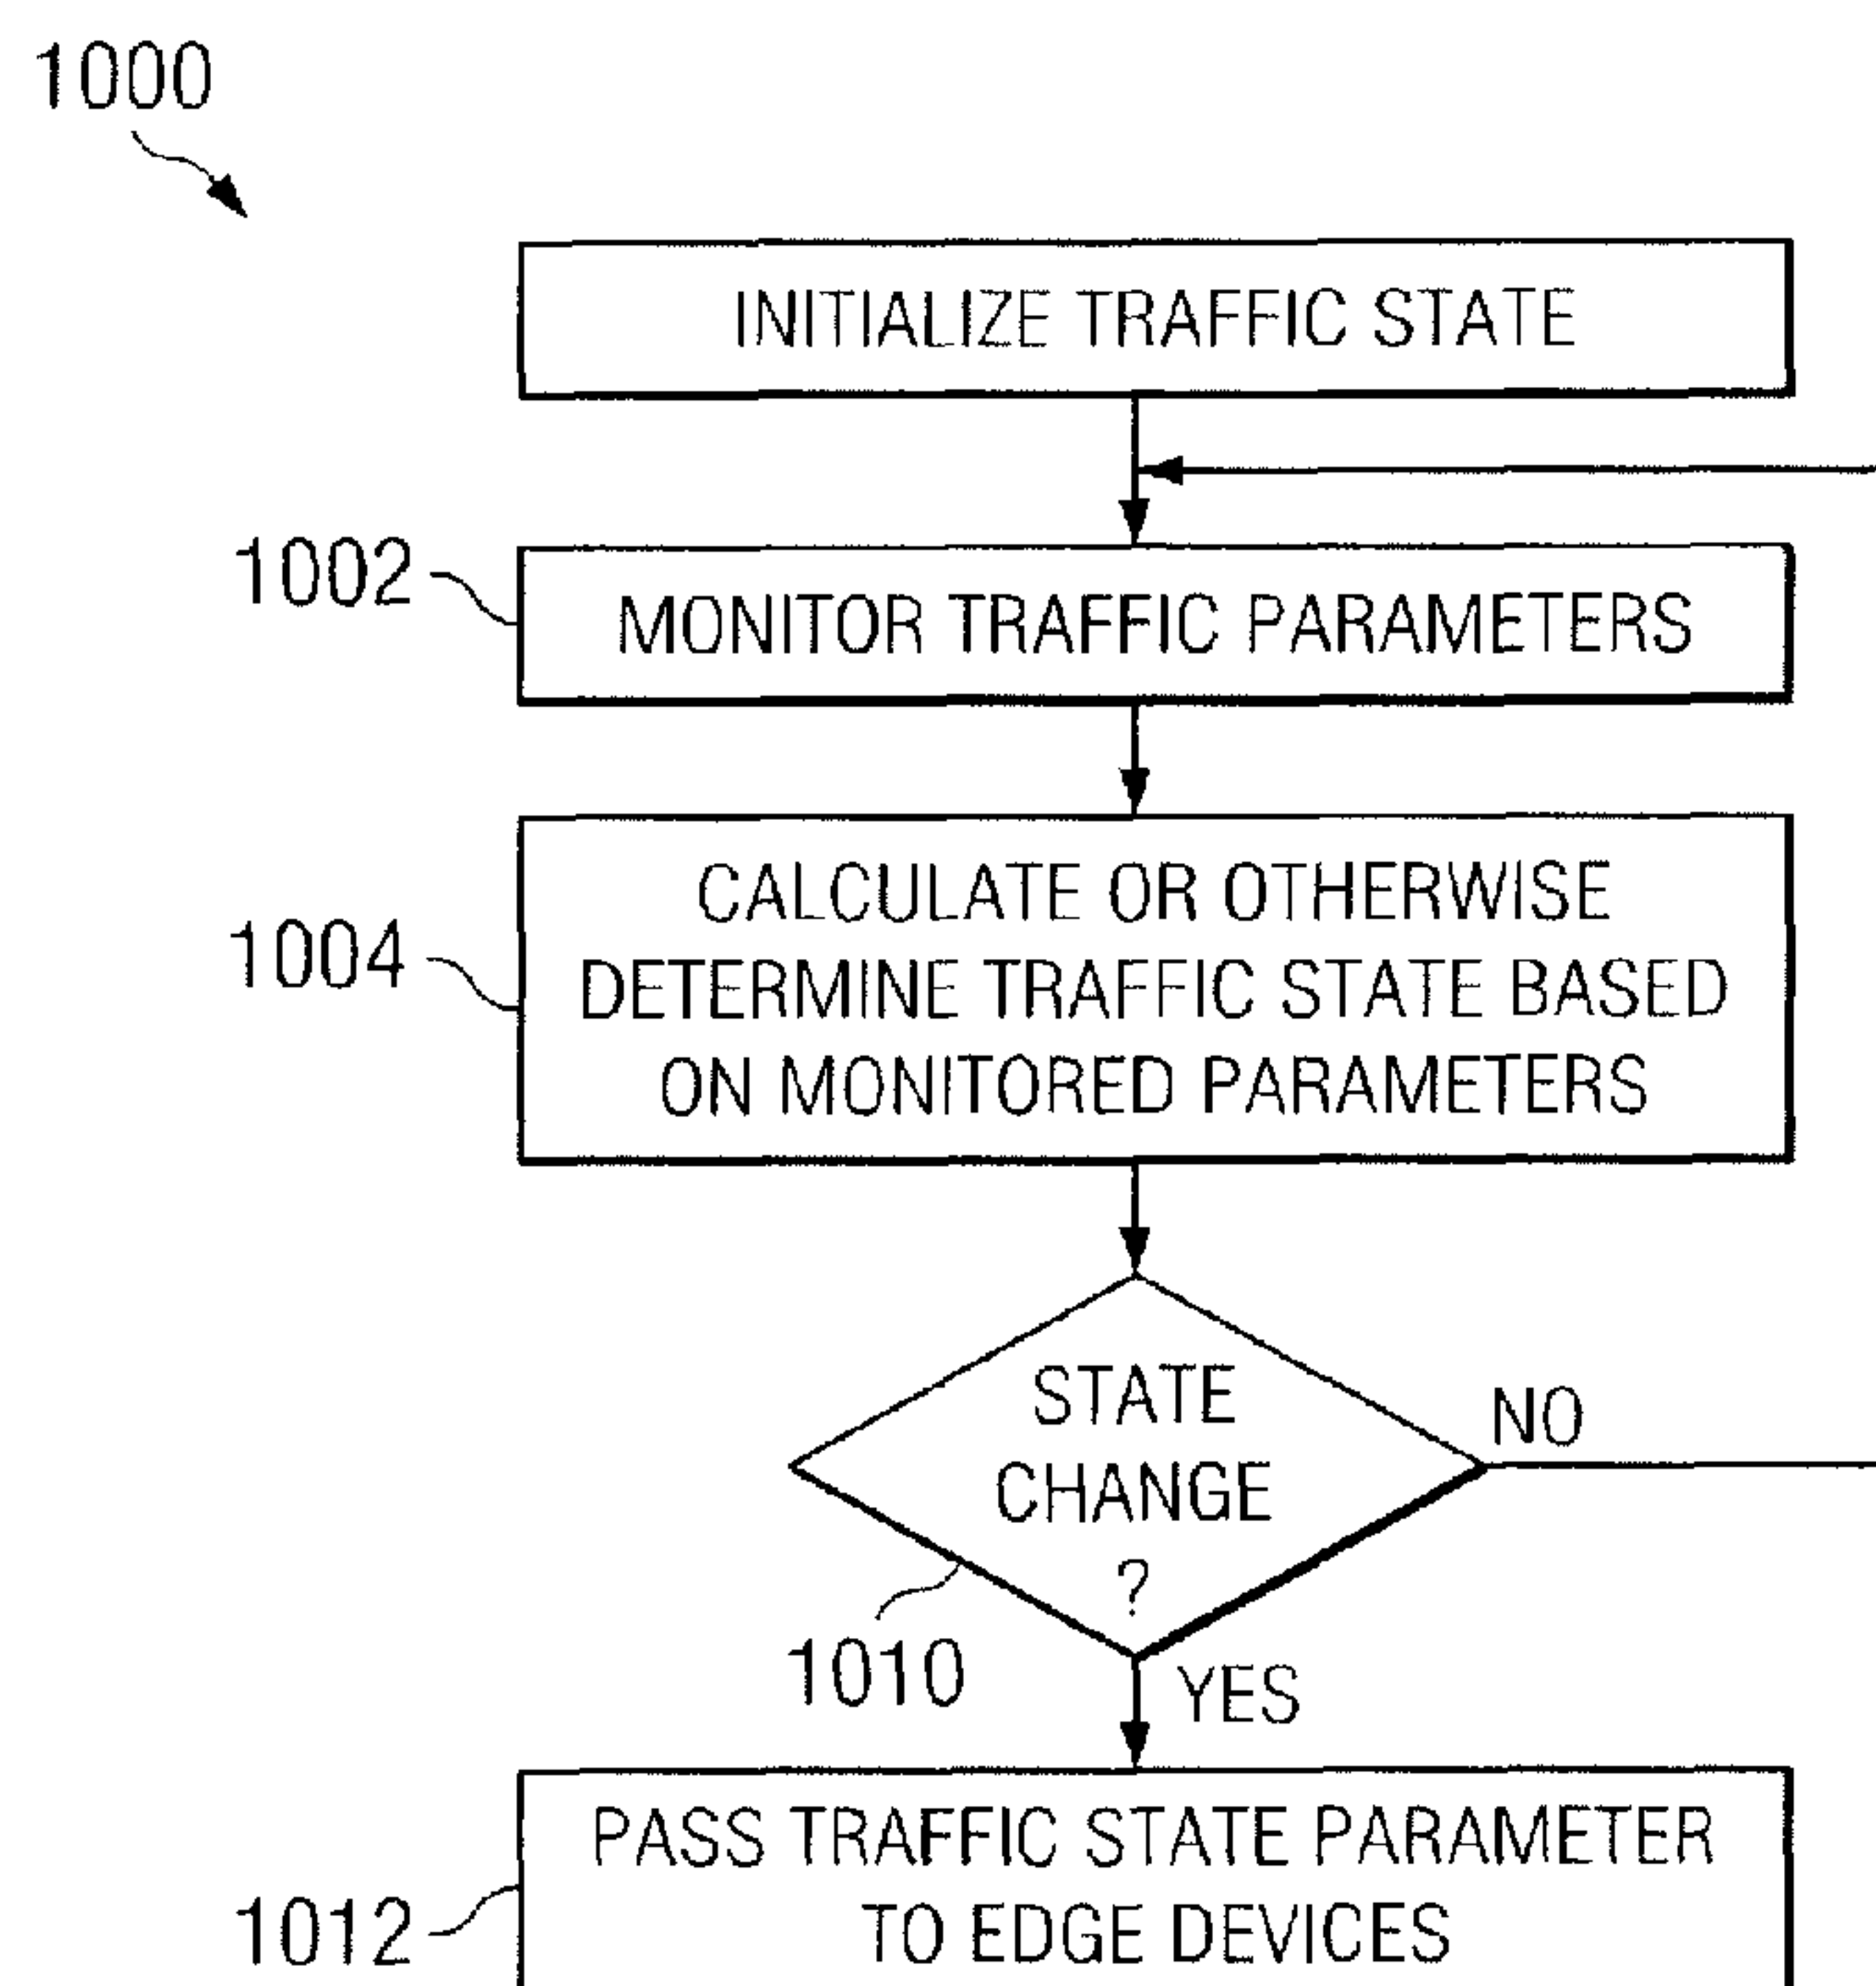 1000
INITIALIZE TRAFFIC STATE
1002
MONITOR TRAFFIC PARAMETERS
1004
CALCULATE OR OTHERWISE
DETERMINE TRAFFIC STATE BASED
ON MONITORED PARAMETERS
STATE
CHANGE
?
NO
1010
YES
1012
PASS TRAFFIC STATE PARAMETER
TO EDGE DEVICES